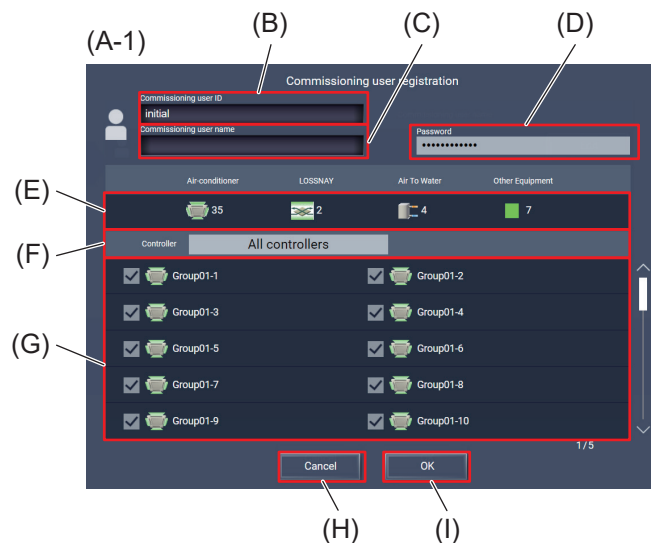 (B)
(C)
(D)
(A-1)
Commissioning user registration
Commissioning user ID
initial
Commissioning user name
Password
••••••••••••
Air-conditioner LOSSNAY Air To Water Other Equipment
(E)
35 2 4 7
(F)
Controller All controllers
Group01-1 Group01-2
Group01-3 Group01-4
(G)
Group01-5 Group01-6
Group01-7 Group01-8
Group01-9 Group01-10
1/5
Cancel OK
(H) (I)